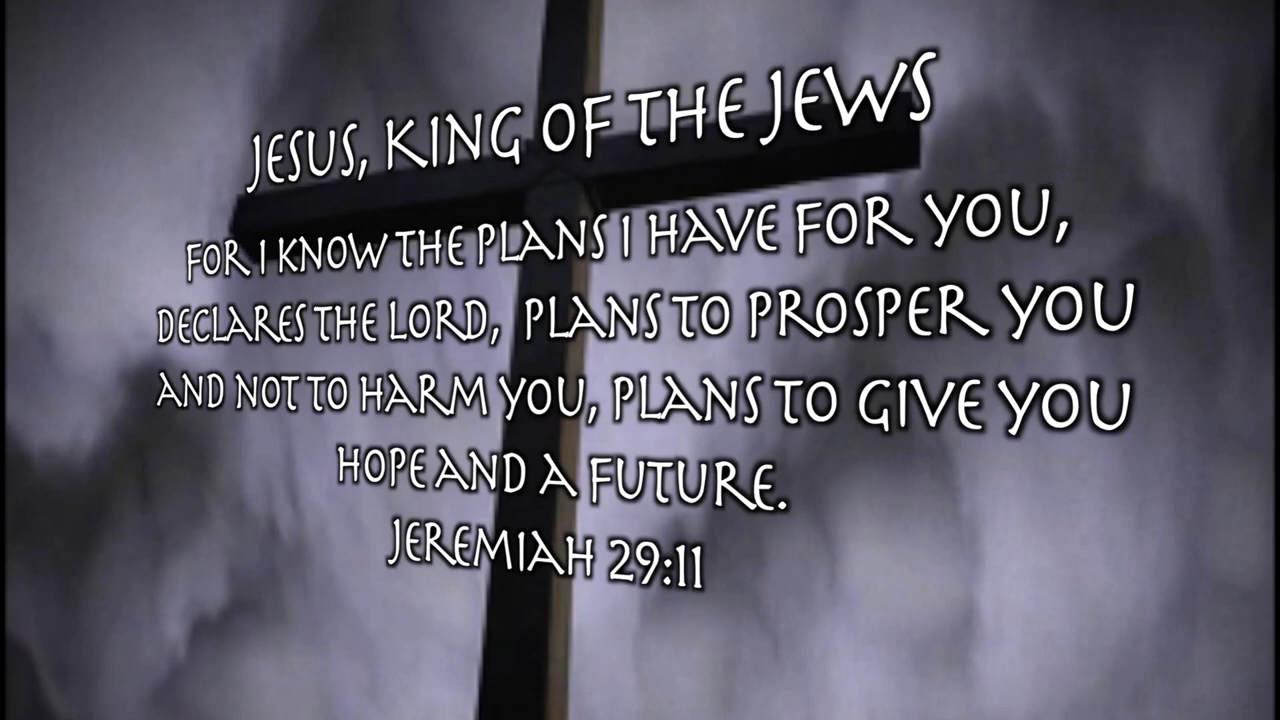 JESUS, KING OF THE JEWS
FOR I KNOW THE PLANS I HAVE FOR YOU,
DECLARES THE LORD, PLANS TO PROSPER YOU
AND NOT TO HARM YOU, PLANS TO GIVE YOU
HOPE AND A FUTURE.
JEREMIAH 29:11